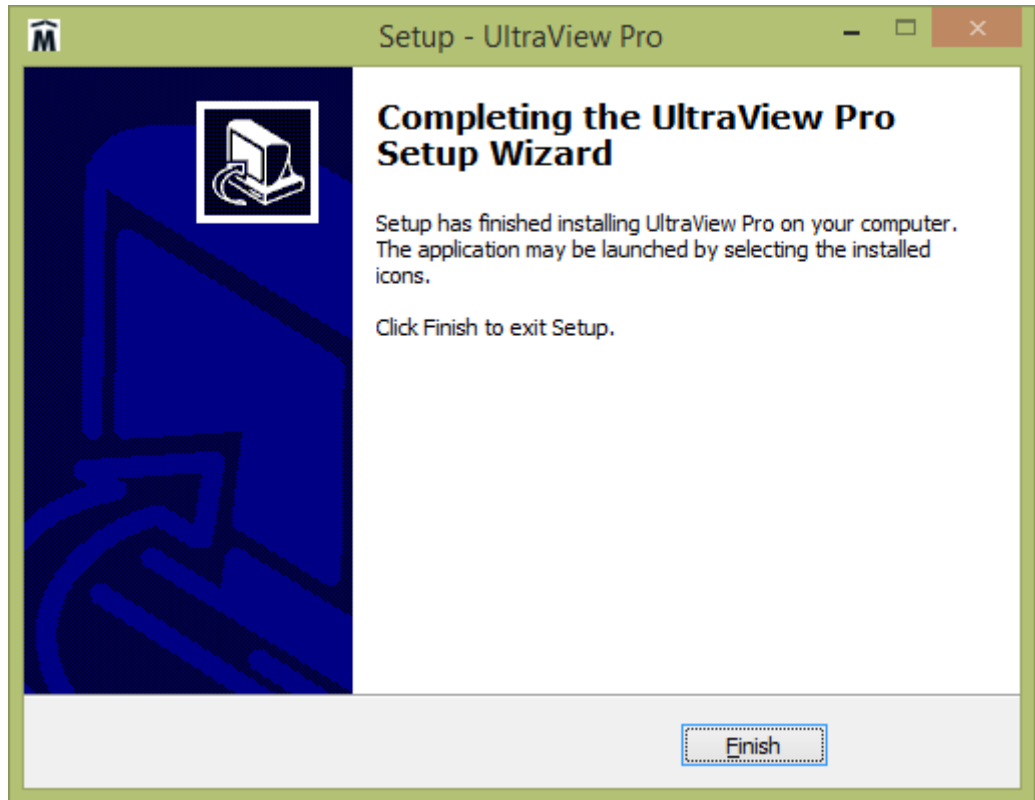 Setup - UltraView Pro
Completing the UltraView Pro
Setup Wizard
Setup has finished installing UltraView Pro on your computer.
The application may be launched by selecting the installed
icons.
Click Finish to exit Setup.
Finish